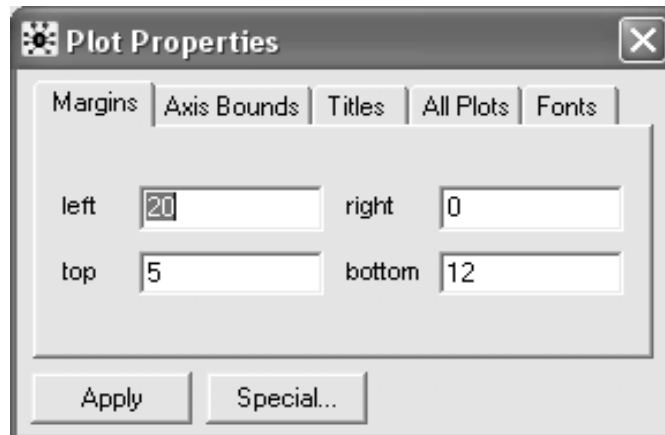 Plot Properties
Margins Axis Bounds Titles All Plots Fonts
left 20 right 0
top 5 bottom 12
Apply Special...